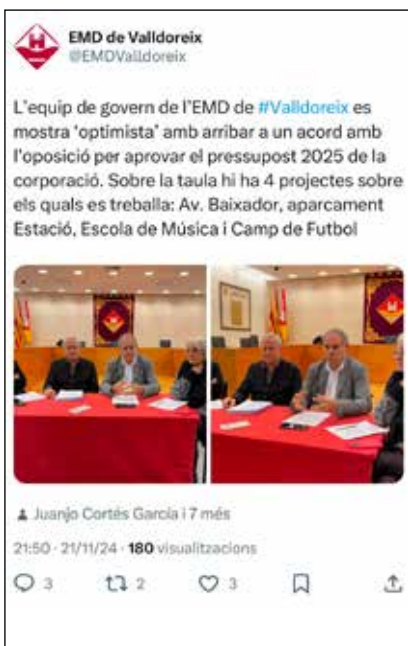 EMD de Valldoreix
@EMDValldoreix
L'equip de govern de l'EMD de #Valldoreix es
mostra 'optimista' amb arribar a un acord amb
l'oposició per aprovar el pressupost 2025 de la
corporació. Sobre la taula hi ha 4 projectes sobre
els quals es treballa: Av. Baixador, aparcament
Estació, Escola de Música i Camp de Futbol
Juanjo Cortés García i 7 més
21:50 · 21/11/24 · 180 visualitzacions
3 2 3